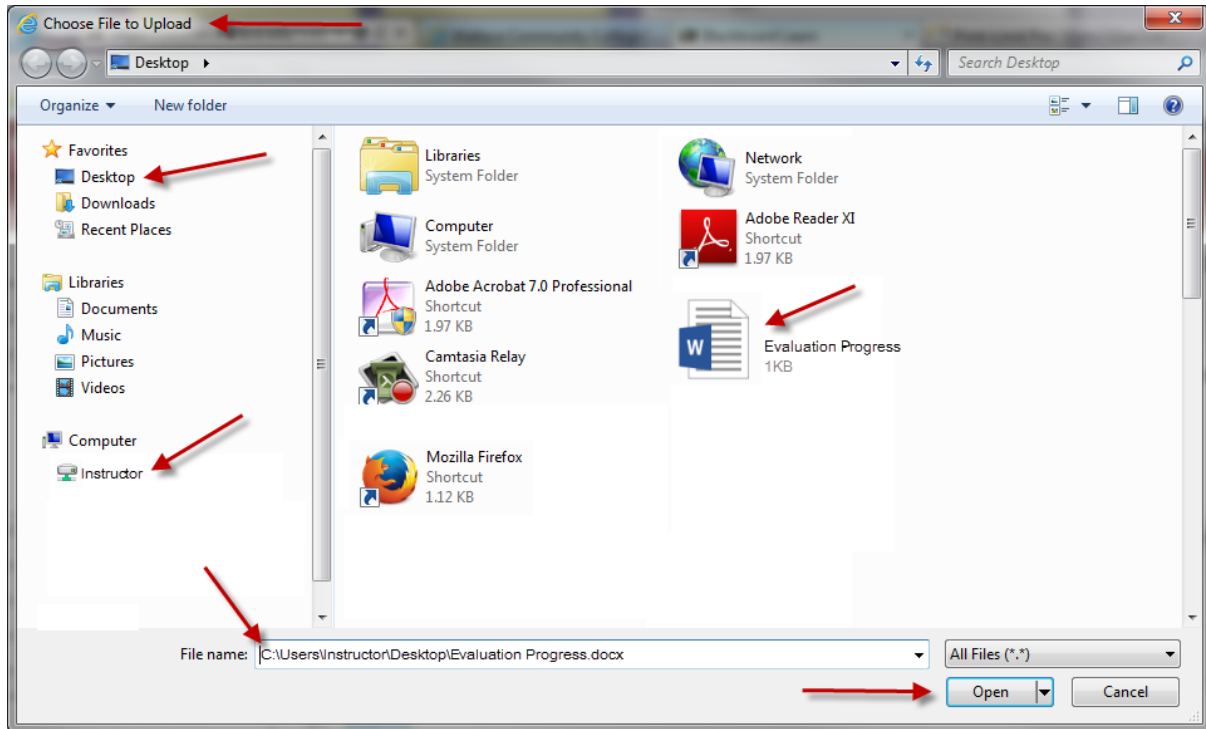 Choose File to Upload
Desktop
Search Desktop
Organize
New folder
Favorites
Desktop
Downloads
Recent Places
Libraries
Documents
Music
Pictures
Videos
Computer
Instructor
Libraries
System Folder
Network
System Folder
Computer
System Folder
Adobe Reader XI
Shortcut
1.97 KB
Adobe Acrobat 7.0 Professional
Shortcut
1.97 KB
W
Evaluation Progress
1KB
Camtasia Relay
Shortcut
2.26 KB
Mozilla Firefox
Shortcut
1.12 KB
File name: C:\Users\Instructor\Desktop\Evaluation Progress.docx
All Files (*.*)
Open
Cancel